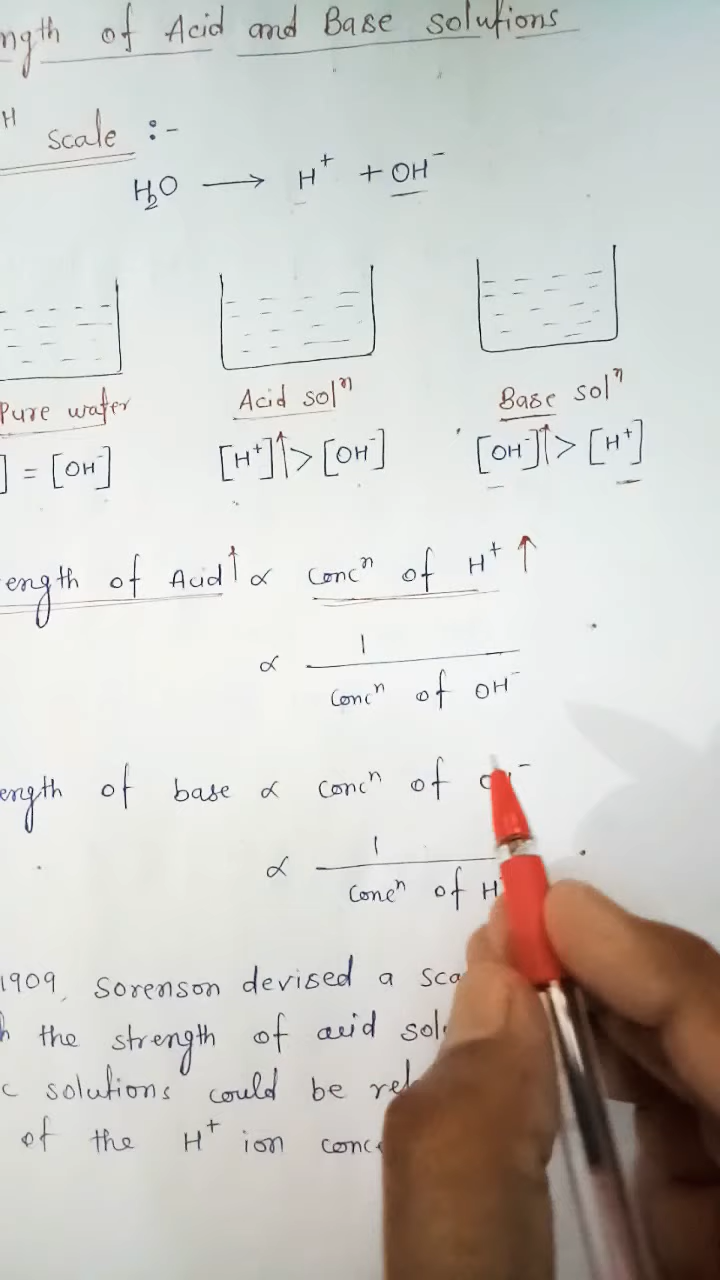 ngth of Acid and Base solutions
H scale :-
H₂O ⟶ H⁺ + OH⁻
Pure water Acid solⁿ Base solⁿ
] = [OH⁻] [H⁺]↑ > [OH⁻] [OH⁻]↑ > [H⁺]
ength of Acid↑ ∝ concⁿ of H⁺ ↑
∝ 1
concⁿ of OH⁻
ength of base ∝ concⁿ of
∝ 1
concⁿ of H
1909, Sorenson devised a sca
h the strength of acid sol
c solutions could be rel
of the H⁺ ion conc